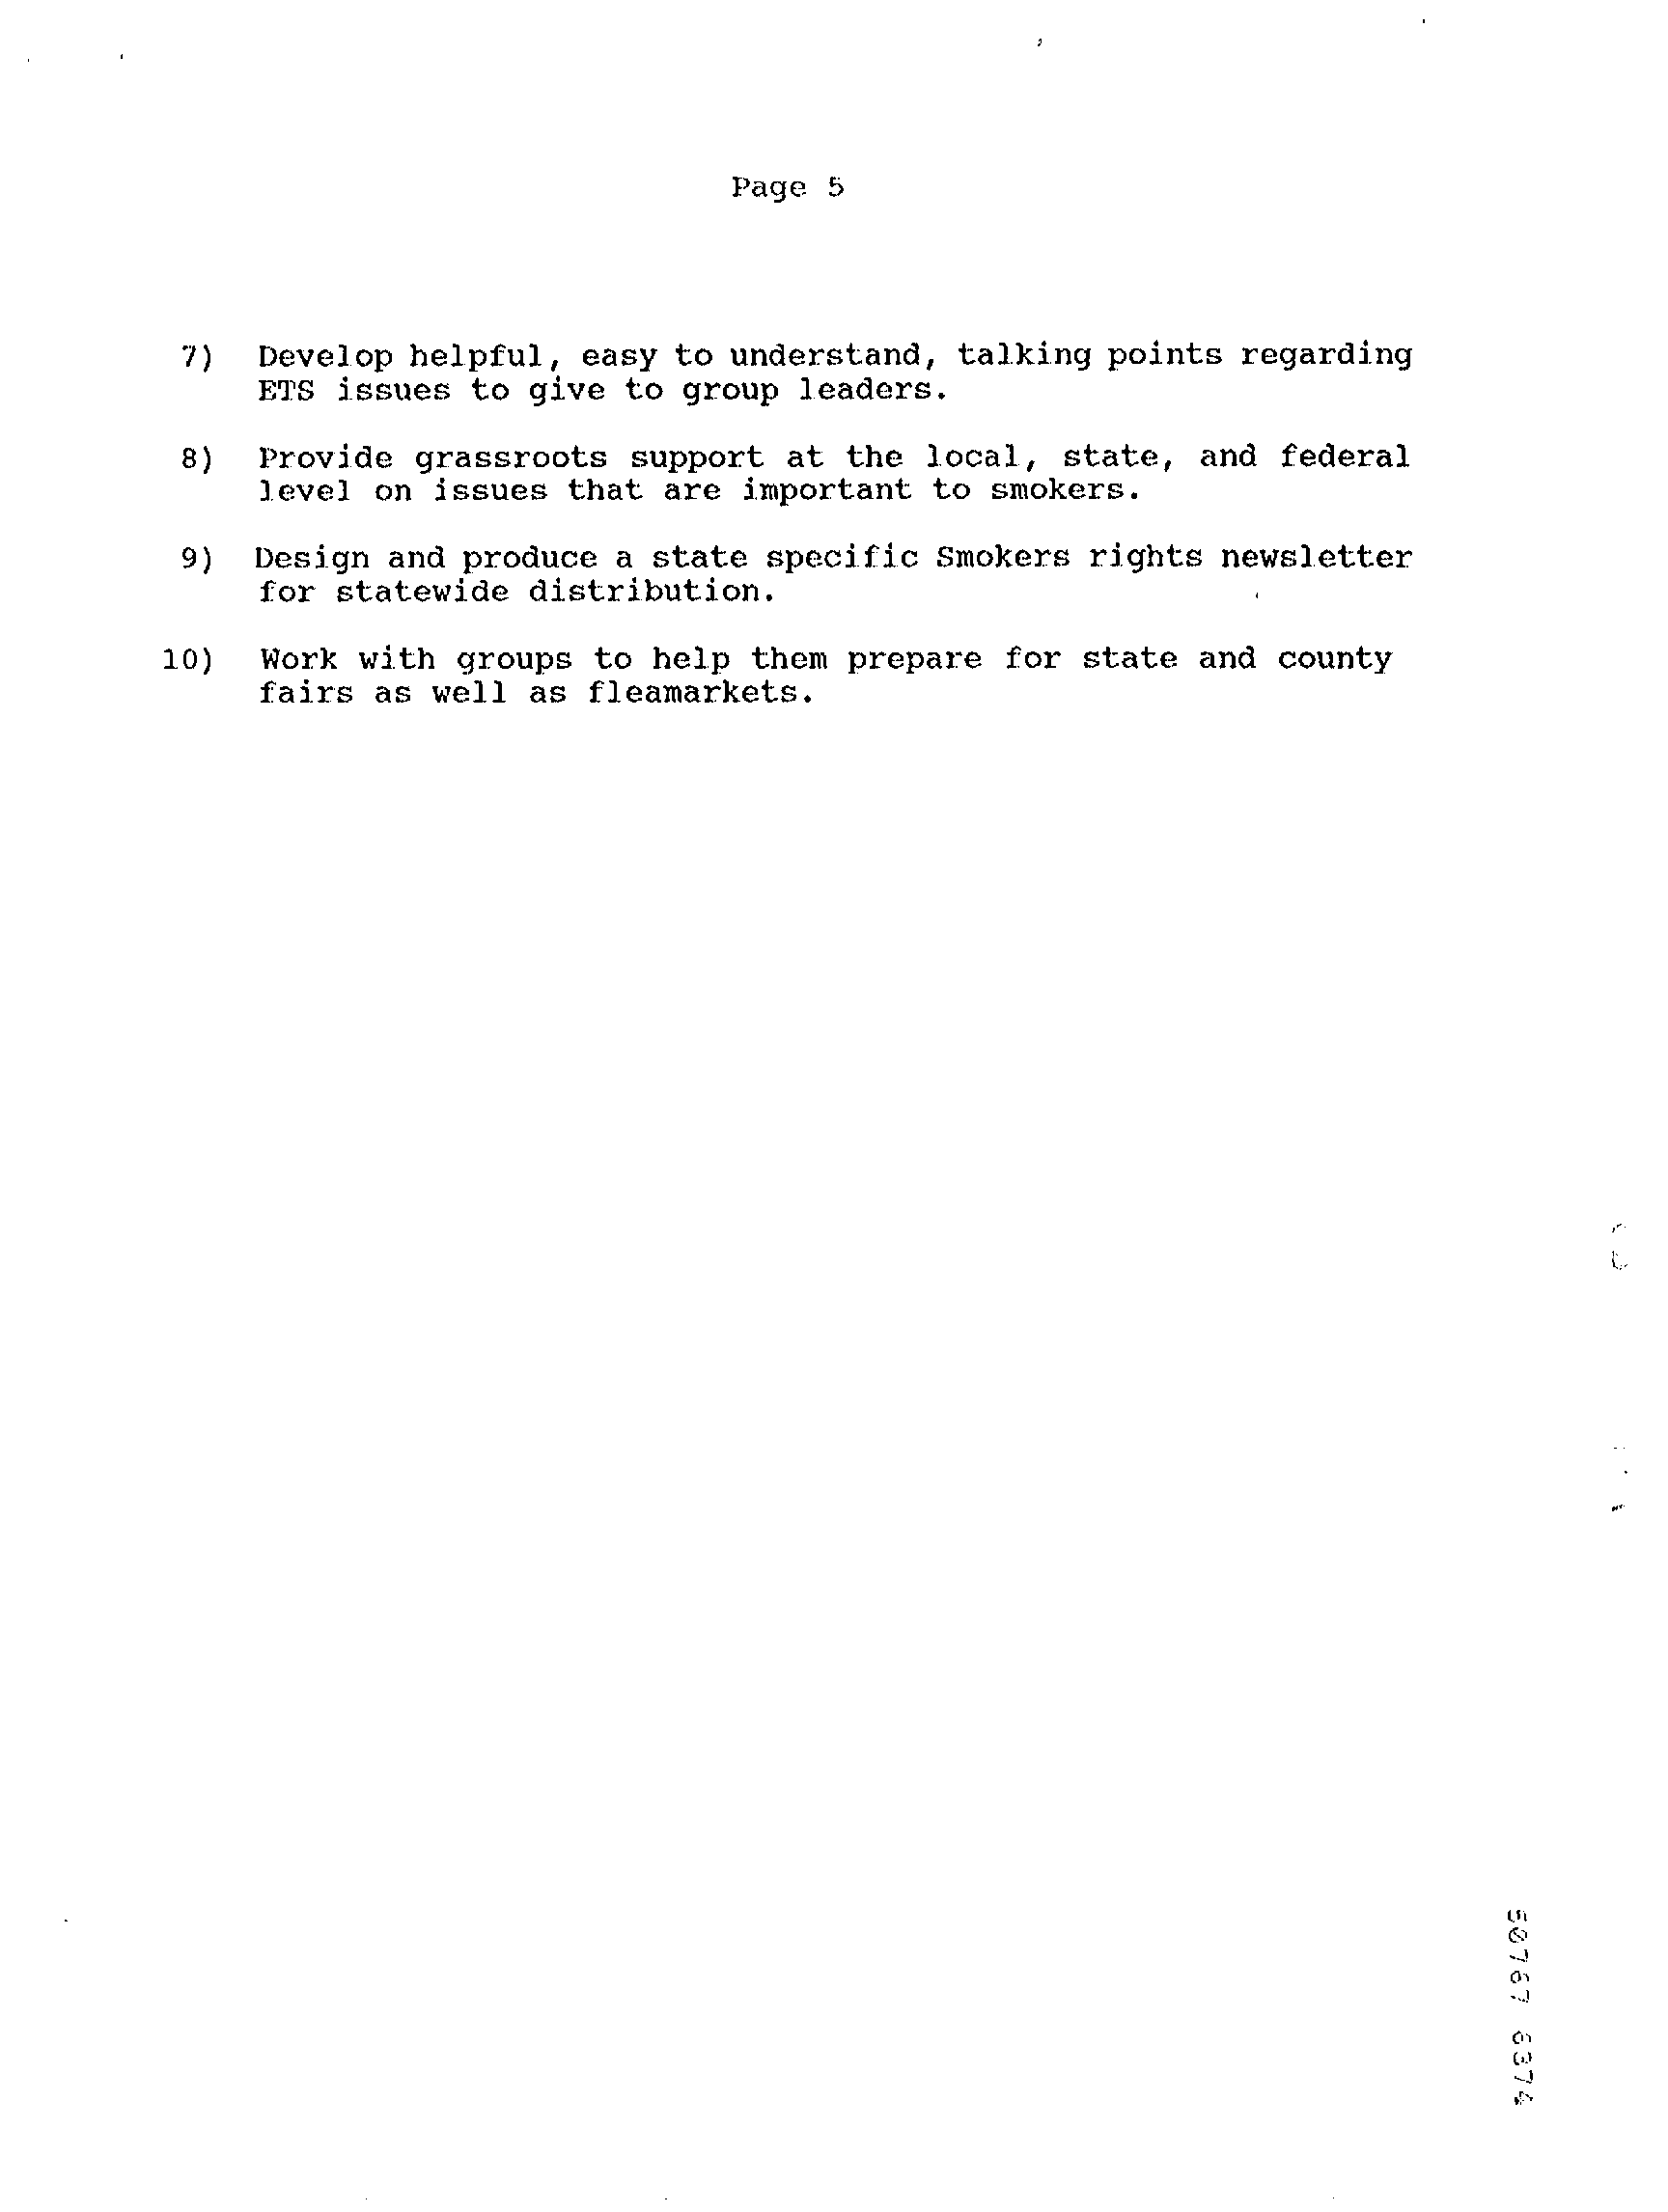 Page 5
7) Develop helpful, easy to understand, talking points regarding
ETS issues to give to group leaders.
8) Provide grassroots support at the local, state, and federal
level on issues that are important to smokers.
9) Design and produce a state specific Smokers rights newsletter
for statewide distribution.
10) Work with groups to help them prepare for state and county
fairs as well as fleamarkets.
50767 6374